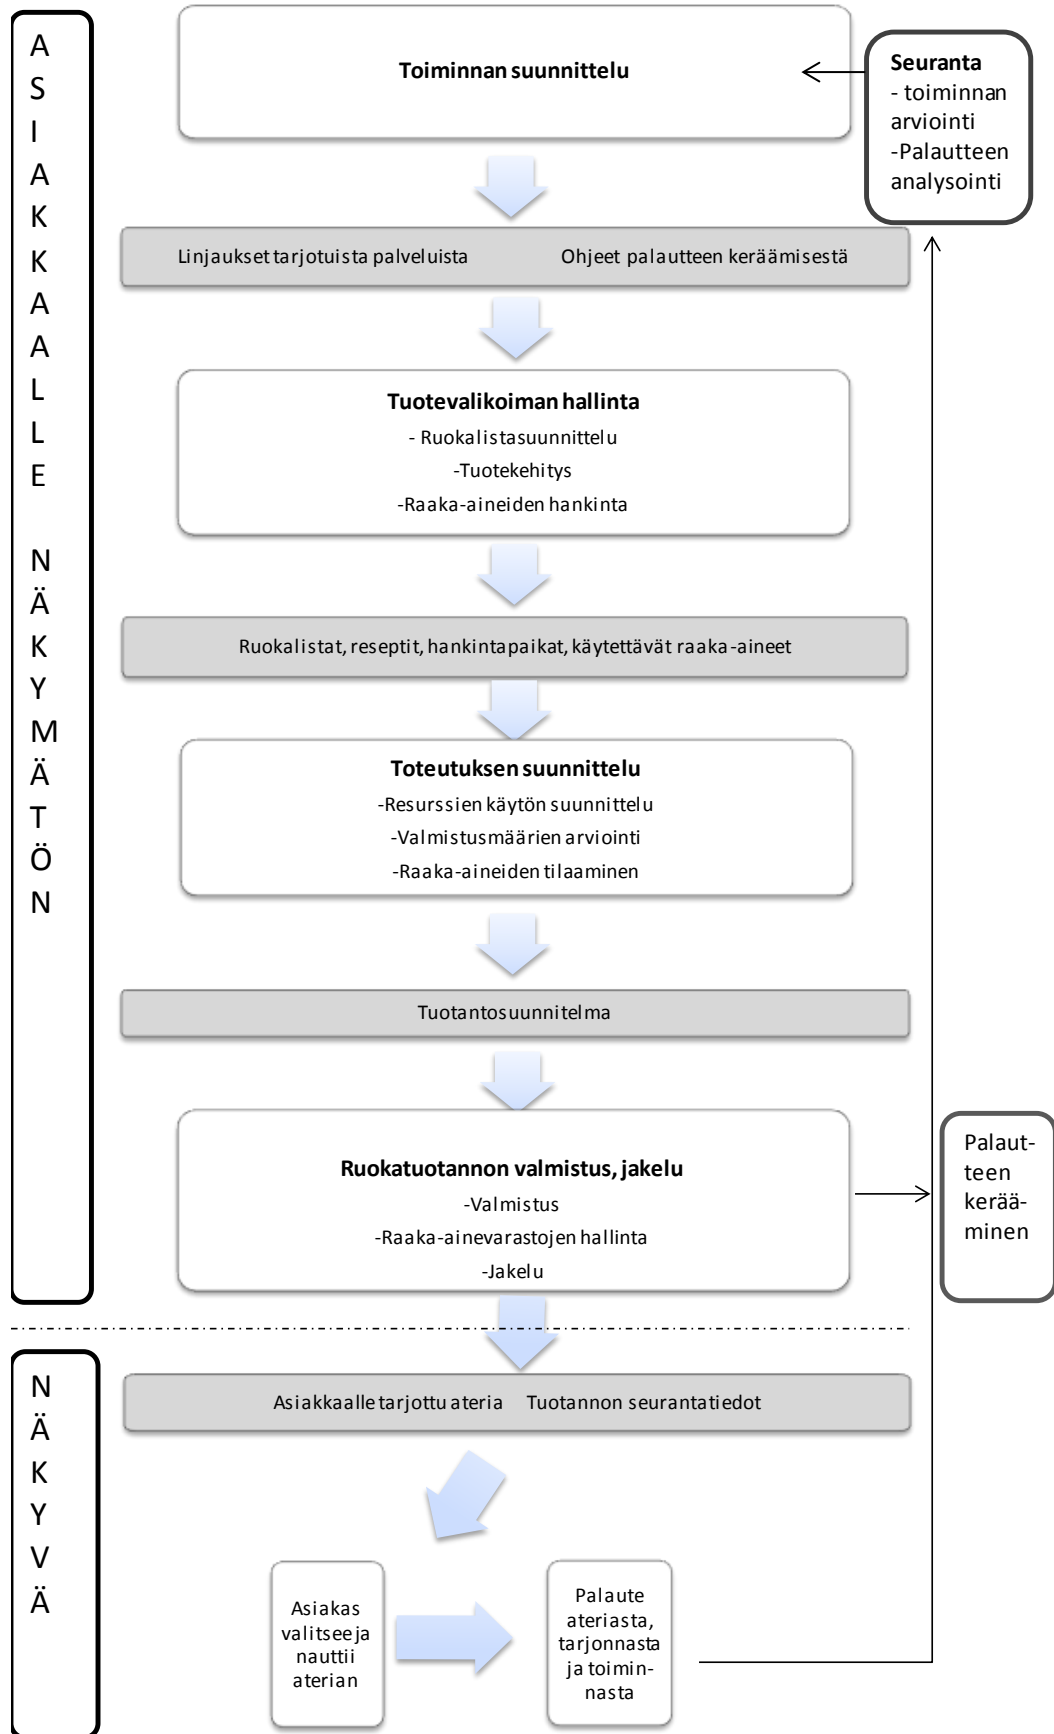 ASIAKKAALLE NÄKYMÄTÖN
Toiminnan suunnittelu
Seuranta
- toiminnan
arviointi
-Palautteen
analysointi
Linjaukset tarjotuista palveluista Ohjeet palautteen keräämisestä
Tuotevalikoiman hallinta
- Ruokalistasuunnittelu
-Tuotekehitys
-Raaka-aineiden hankinta
Ruokalistat, reseptit, hankintapaikat, käytettävät raaka-aineet
Toteutuksen suunnittelu
-Resurssien käytön suunnittelu
-Valmistusmäärien arviointi
-Raaka-aineiden tilaaminen
Tuotantosuunnitelma
Ruokatuotannon valmistus, jakelu
-Valmistus
-Raaka-ainevarastojen hallinta
-Jakelu
Palaut-
teen
kerää-
minen
NÄKYVÄ
Asiakkaalle tarjottu ateria Tuotannon seurantatiedot
Asiakas
valitsee ja
nauttii
aterian
Palaute
ateriasta,
tarjonnasta
ja toimin-
nasta